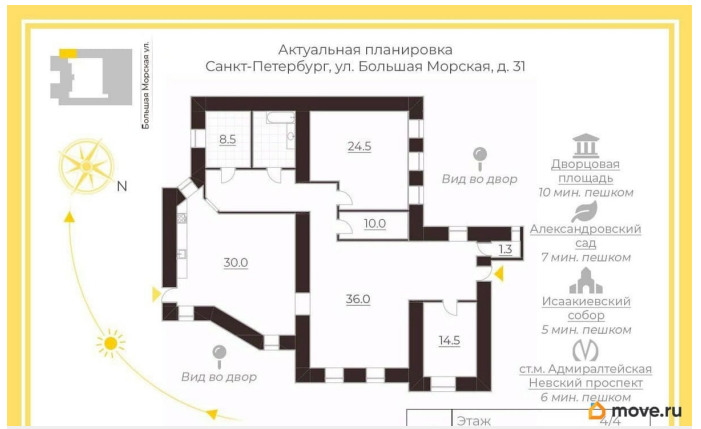 Актуальная планировка
Санкт-Петербург, ул. Большая Морская, д. 31
Большая Морская ул.
N
8.5
24.5
10.0
30.0
36.0
1.3
14.5
Вид во двор
Вид во двор
Дворцовая
площадь
10 мин. пешком
Александровский
сад
7 мин. пешком
Исаакиевский
собор
5 мин. пешком
ст.м. Адмиралтейская
Невский проспект
6 мин. пешком
Этаж
4/4
move.ru